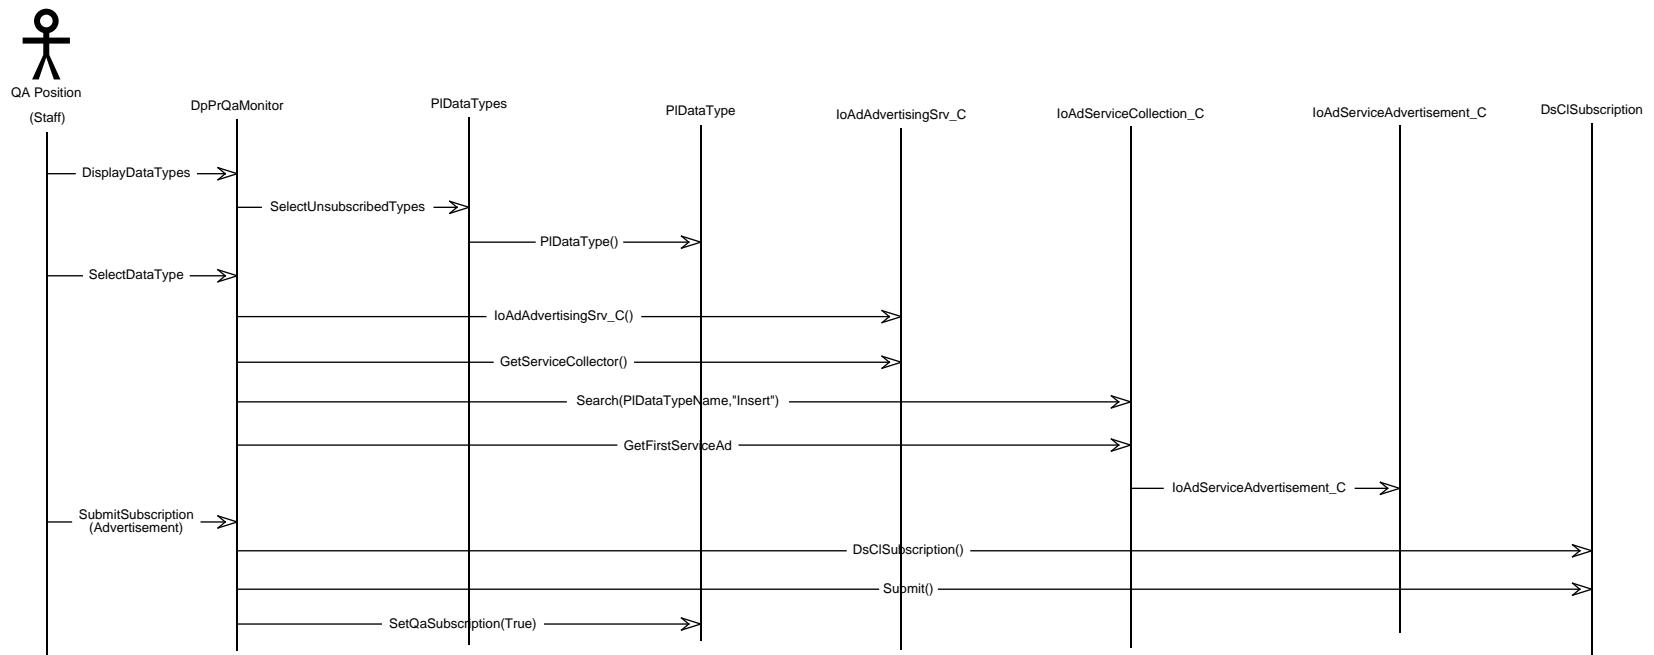 QA Position
(Staff)
DpPrQaMonitor
PlDataTypes
PlDataType
IoAdAdvertisingSrv_C
IoAdServiceCollection_C
IoAdServiceAdvertisement_C
DsClSubscription
DisplayDataTypes
SelectUnsubscribedTypes
PlDataType()
SelectDataType
IoAdAdvertisingSrv_C()
GetServiceCollector()
Search(PlDataTypeName,"Insert")
GetFirstServiceAd
IoAdServiceAdvertisement_C
SubmitSubscription
(Advertisement)
DsClSubscription()
Submit()
SetQaSubscription(True)